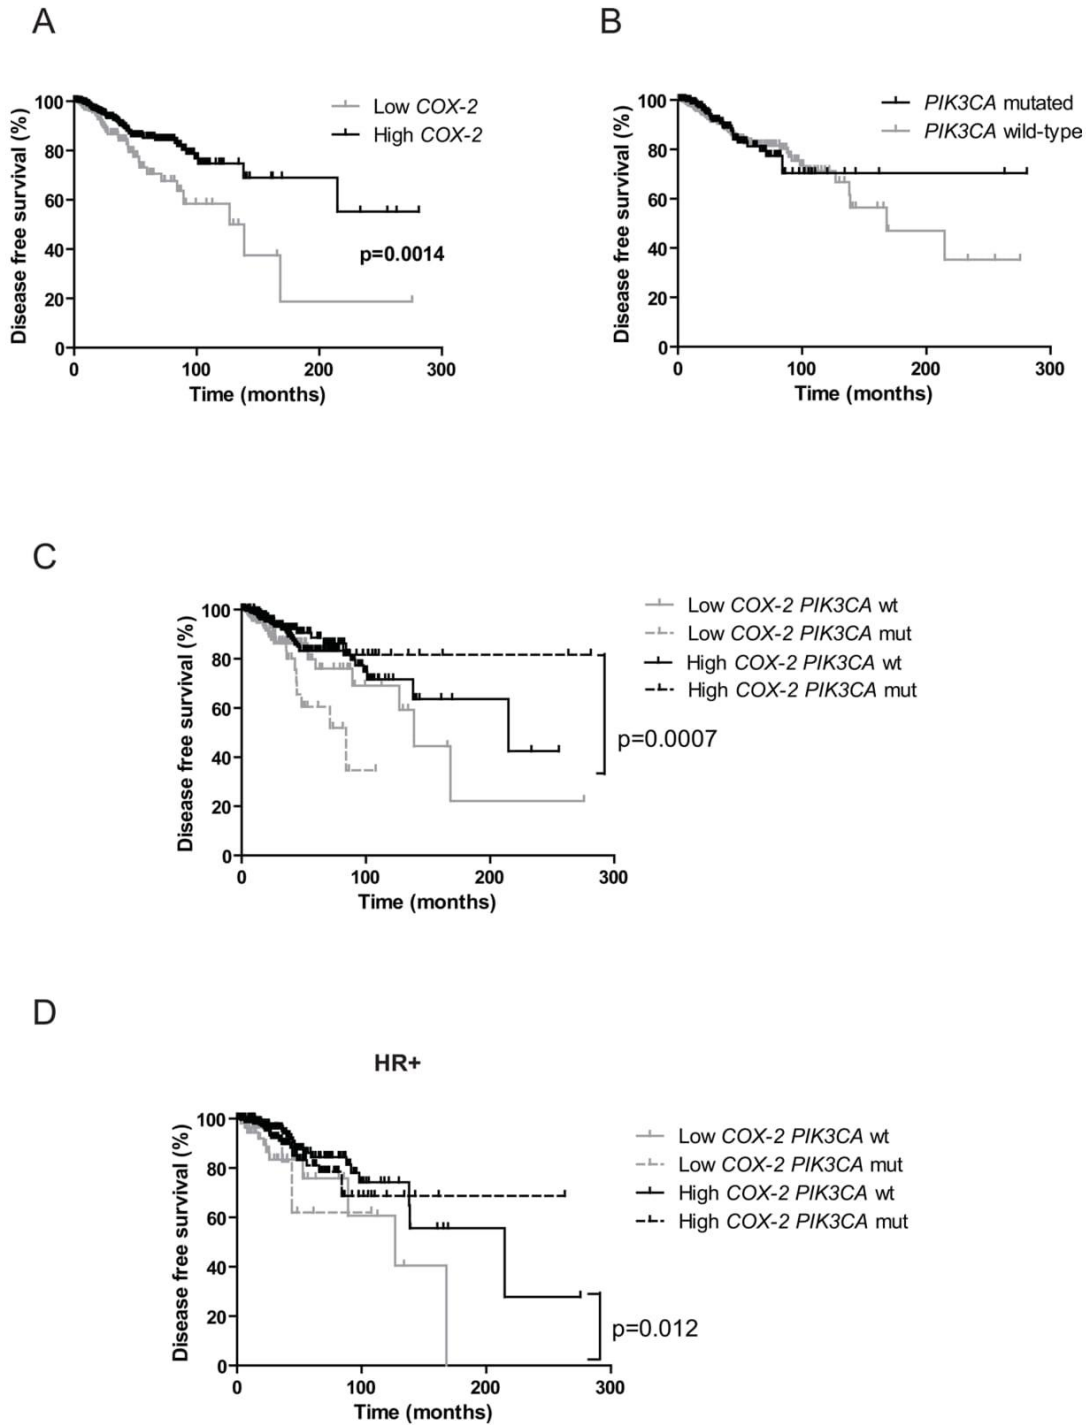 A
100
80
60
40
20
0
Disease free survival (%)
Low COX-2
High COX-2
p=0.0014
0 100 200 300
Time (months)
B
100
80
60
40
20
0
Disease free survival (%)
PIK3CA mutated
PIK3CA wild-type
0 100 200 300
Time (months)
C
100
80
60
40
20
0
Disease free survival (%)
Low COX-2 PIK3CA wt
Low COX-2 PIK3CA mut
High COX-2 PIK3CA wt
High COX-2 PIK3CA mut
p=0.0007
0 100 200 300
Time (months)
D
HR+
100
80
60
40
20
0
Disease free survival (%)
Low COX-2 PIK3CA wt
Low COX-2 PIK3CA mut
High COX-2 PIK3CA wt
High COX-2 PIK3CA mut
p=0.012
0 100 200 300
Time (months)